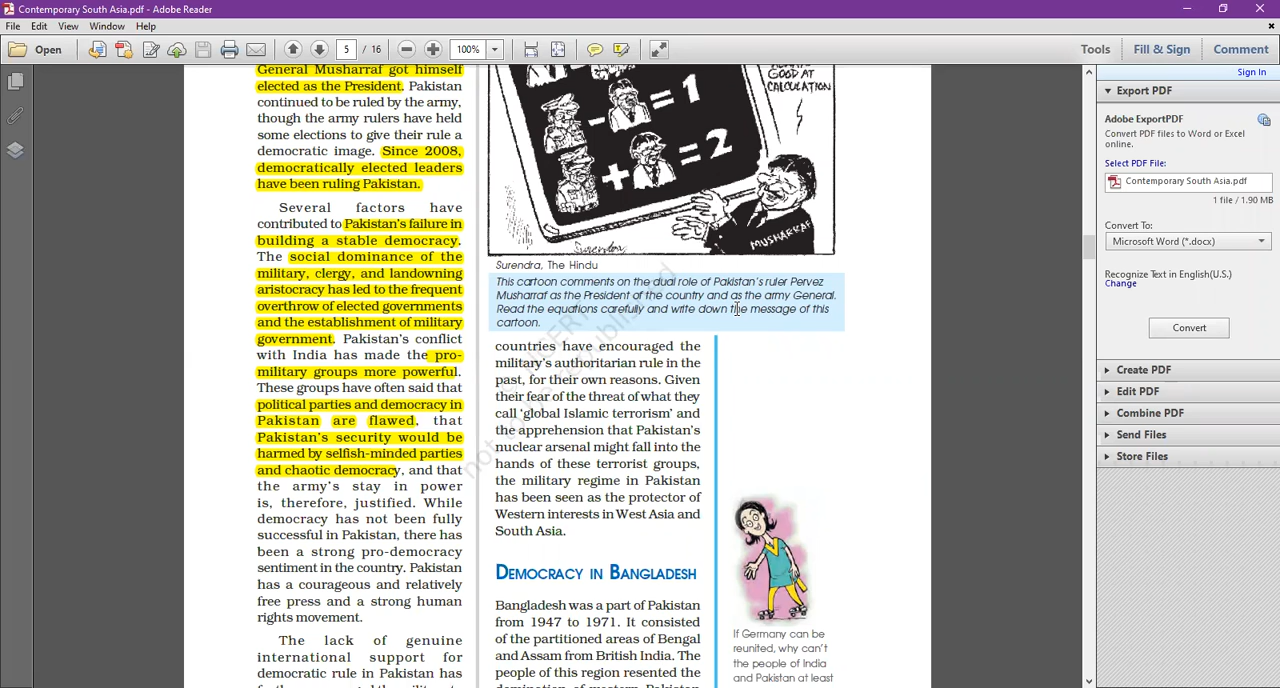 Contemporary South Asia.pdf - Adobe Reader
File Edit View Window Help
Open 5 / 16 100% Tools Fill & Sign Comment
Sign In
General Musharraf got himself
elected as the President. Pakistan
continued to be ruled by the army,
though the army rulers have held
some elections to give their rule a
democratic image. Since 2008,
democratically elected leaders
have been ruling Pakistan.
Several factors have
contributed to Pakistan's failure in
building a stable democracy.
The social dominance of the
military, clergy, and landowning
aristocracy has led to the frequent
overthrow of elected governments
and the establishment of military
government. Pakistan's conflict
with India has made the pro-
military groups more powerful.
These groups have often said that
political parties and democracy in
Pakistan are flawed, that
Pakistan's security would be
harmed by selfish-minded parties
and chaotic democracy, and that
the army's stay in power
is, therefore, justified. While
democracy has not been fully
successful in Pakistan, there has
been a strong pro-democracy
sentiment in the country. Pakistan
has a courageous and relatively
free press and a strong human
rights movement.
The lack of genuine
international support for
democratic rule in Pakistan has
GOOD AT
CALCULATION
- = 1
+ = 2
MUSHARRAF
Surendra
Surendra, The Hindu
This cartoon comments on the dual role of Pakistan's ruler Pervez
Musharraf as the President of the country and as the army General.
Read the equations carefully and write down the message of this
cartoon.
countries have encouraged the
military's authoritarian rule in the
past, for their own reasons. Given
their fear of the threat of what they
call 'global Islamic terrorism' and
the apprehension that Pakistan's
nuclear arsenal might fall into the
hands of these terrorist groups,
the military regime in Pakistan
has been seen as the protector of
Western interests in West Asia and
South Asia.
DEMOCRACY IN BANGLADESH
Bangladesh was a part of Pakistan
from 1947 to 1971. It consisted
of the partitioned areas of Bengal
and Assam from British India. The
people of this region resented the
domination of western Pakistan
If Germany can be
reunited, why can't
the people of India
and Pakistan at least
not to be republished
Export PDF
Adobe ExportPDF
Convert PDF files to Word or Excel
online.
Select PDF File:
Contemporary South Asia.pdf
1 file / 1.90 MB
Convert To:
Microsoft Word (*.docx)
Recognize Text in English(U.S.)
Change
Convert
Create PDF
Edit PDF
Combine PDF
Send Files
Store Files